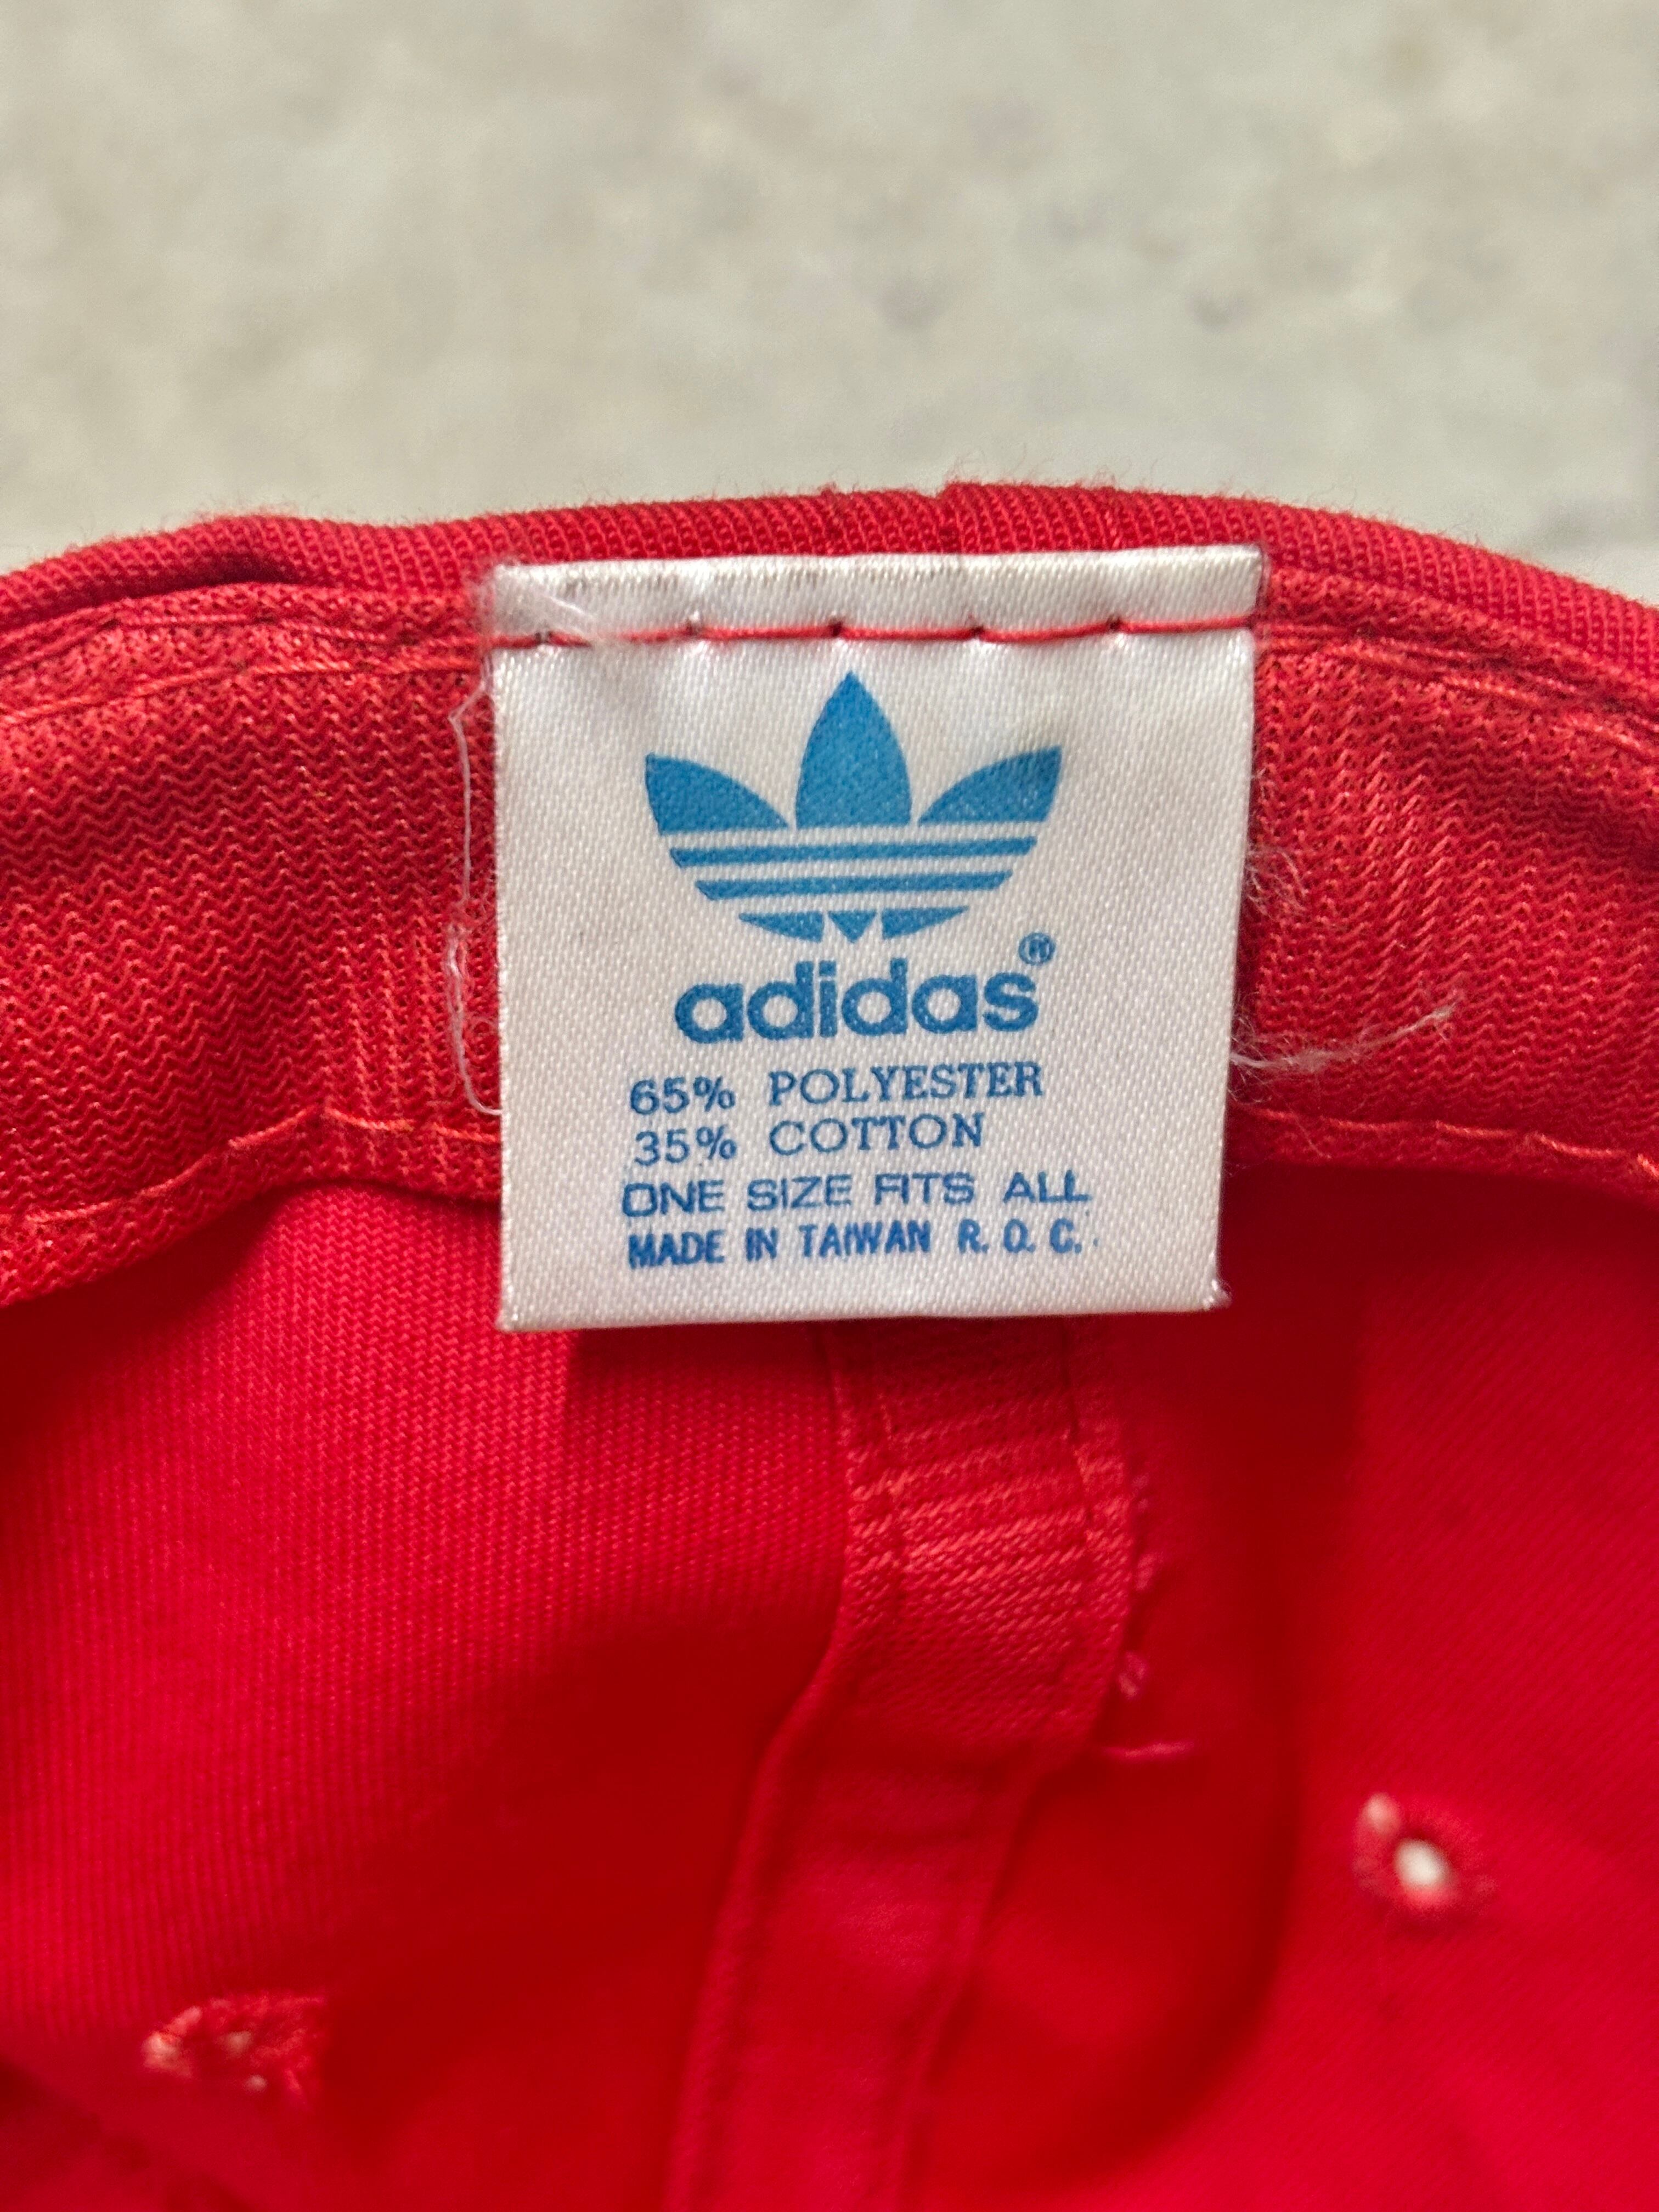 adidas®
65% POLYESTER
35% COTTON
ONE SIZE FITS ALL
MADE IN TAIWAN R. O. C.